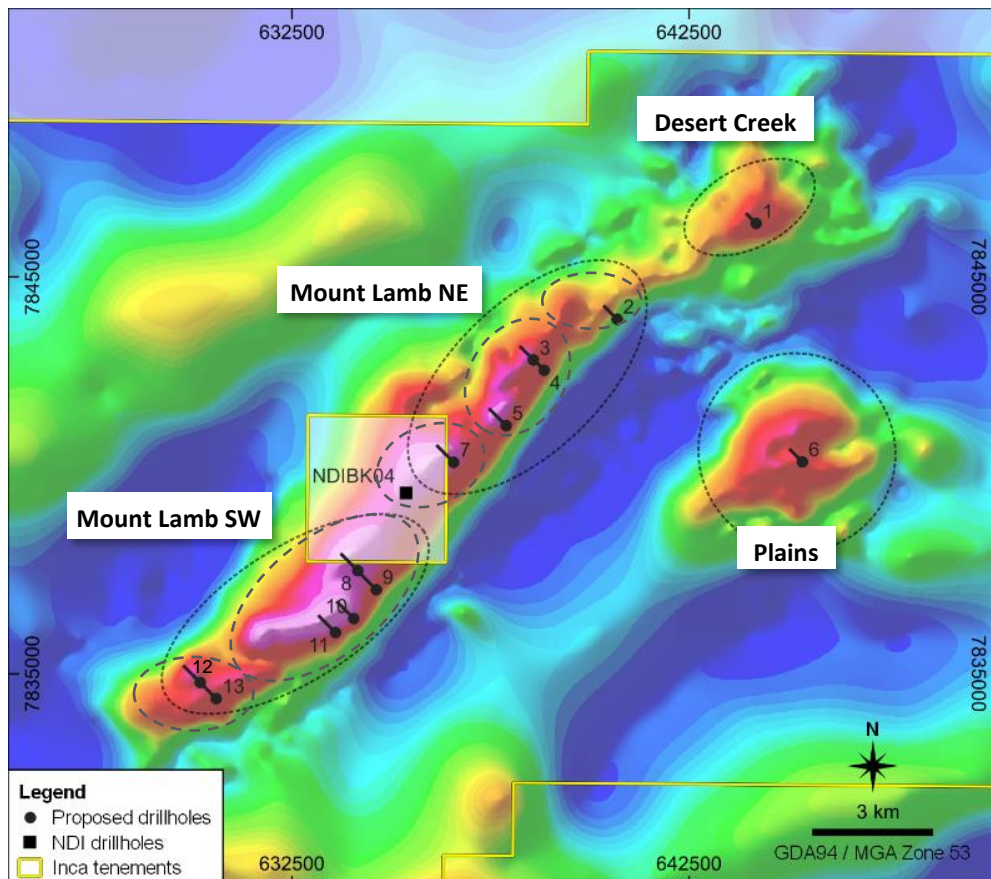 632500
642500
Desert Creek
1
7845000
7845000
Mount Lamb NE
2
3
4
5
6
7
NDIBK04
Mount Lamb SW
Plains
8
9
10
11
12
13
7835000
7835000
N
Legend
Proposed drillholes
NDI drillholes
Inca tenements
3 km
GDA94 / MGA Zone 53
632500
642500